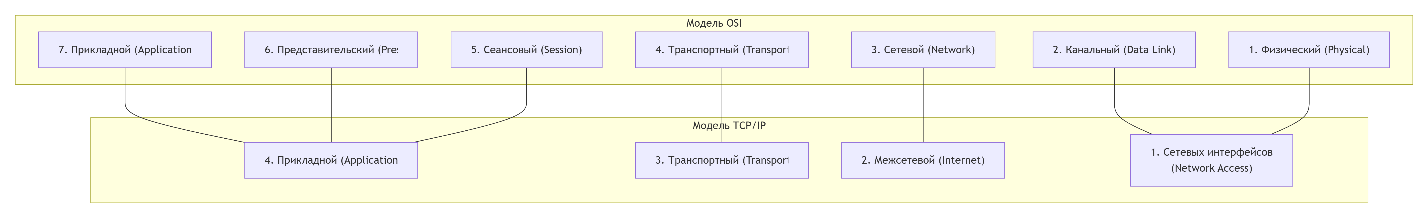 Модель OSI
7. Прикладной (Application
6. Представительский (Pres
5. Сеансовый (Session)
4. Транспортный (Transport
3. Сетевой (Network)
2. Канальный (Data Link)
1. Физический (Physical)
Модель TCP/IP
4. Прикладной (Application
3. Транспортный (Transport
2. Межсетевой (Internet)
1. Сетевых интерфейсов
(Network Access)